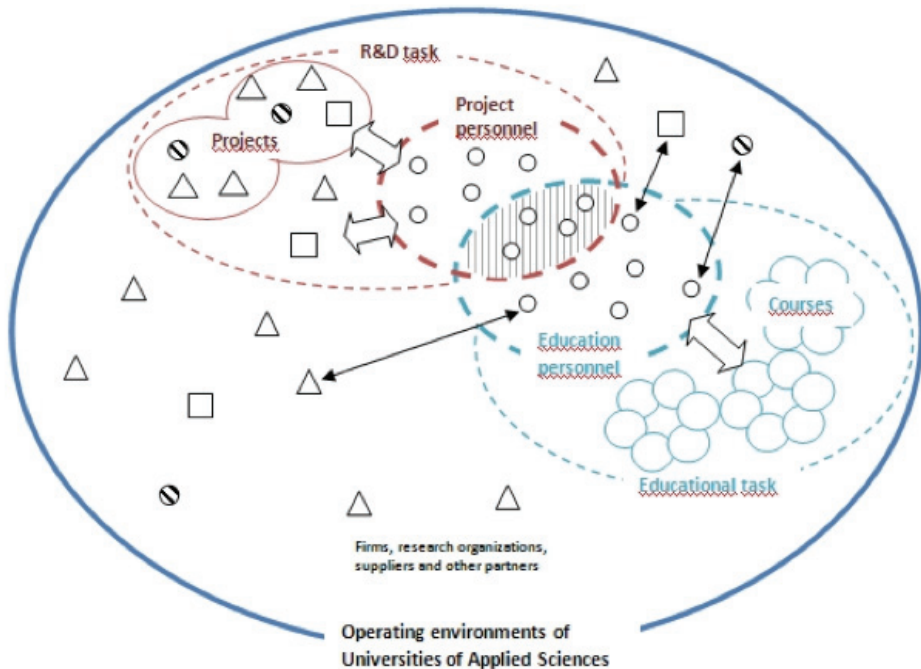 R&D task
Project
personnel
Projects
Courses
Education
personnel
Educational task
Firms, research organizations,
suppliers and other partners
Operating environments of
Universities of Applied Sciences